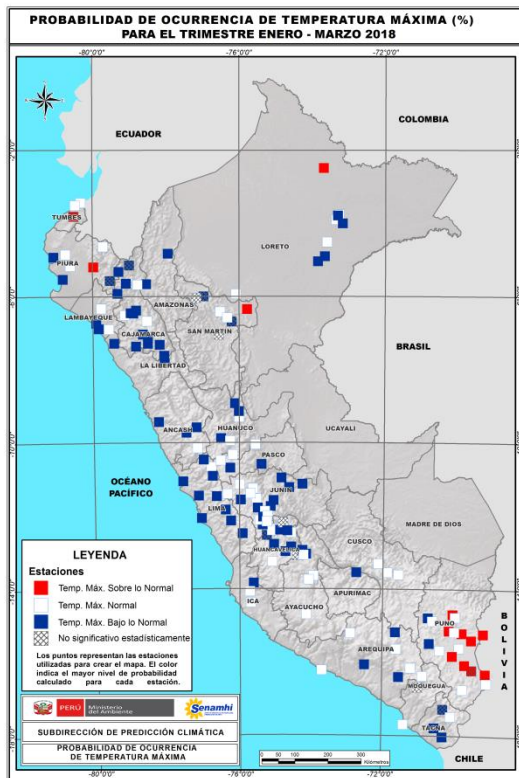 PROBABILIDAD DE OCURRENCIA DE TEMPERATURA MÁXIMA (%)
PARA EL TRIMESTRE ENERO - MARZO 2018
-80°0'0" -76°0'0" -72°0'0"
ECUADOR
COLOMBIA
TUMBES
PIURA
LORETO
AMAZONAS
LAMBAYEQUE
SAN MARTIN
CAJAMARCA
BRASIL
LA LIBERTAD
ANCASH
HUANUCO
UCAYALI
PASCO
OCÉANO
PACÍFICO
JUNIN
LIMA
MADRE DE DIOS
CUSCO
HUANCAVELICA
LEYENDA
Estaciones
Temp. Máx. Sobre lo Normal
Temp. Máx. Normal
Temp. Máx. Bajo lo Normal
No significativo estadísticamente
Los puntos representan las estaciones
utilizadas para crear el mapa. El color
indica el mayor nivel de probabilidad
calculado para cada estación.
ICA
AYACUCHO
APURIMAC
PUNO
BOLIVIA
AREQUIPA
MOQUEGUA
TACNA
CHILE
PERÚ
Ministerio
del Ambiente
Senamhi
SUBDIRECCIÓN DE PREDICCIÓN CLIMÁTICA
PROBABILIDAD DE OCURRENCIA
DE TEMPERATURA MÁXIMA
0 50 100 200 300
Kilómetros
-80°0'0" -76°0'0" -72°0'0"